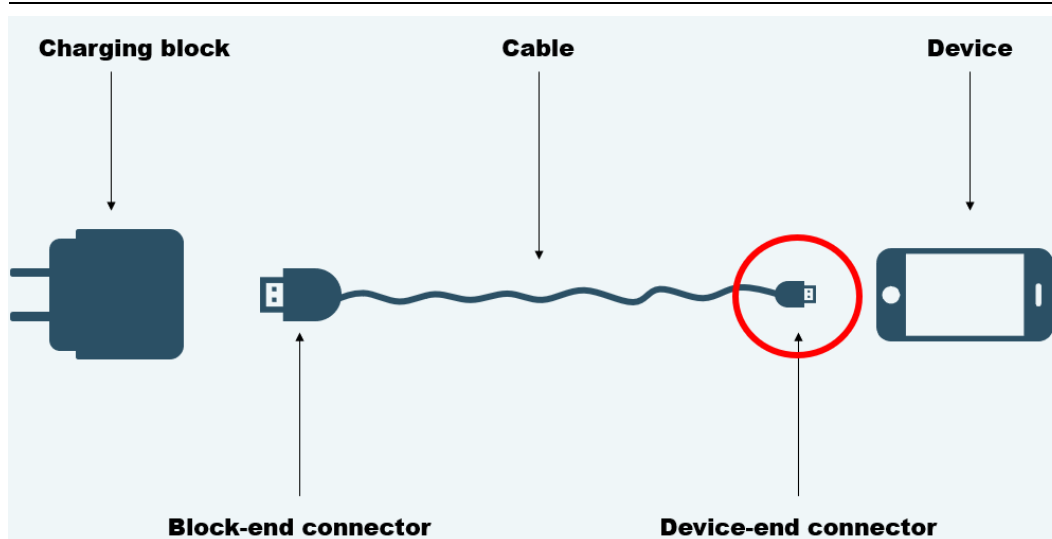 Charging block
Cable
Device
Block-end connector
Device-end connector